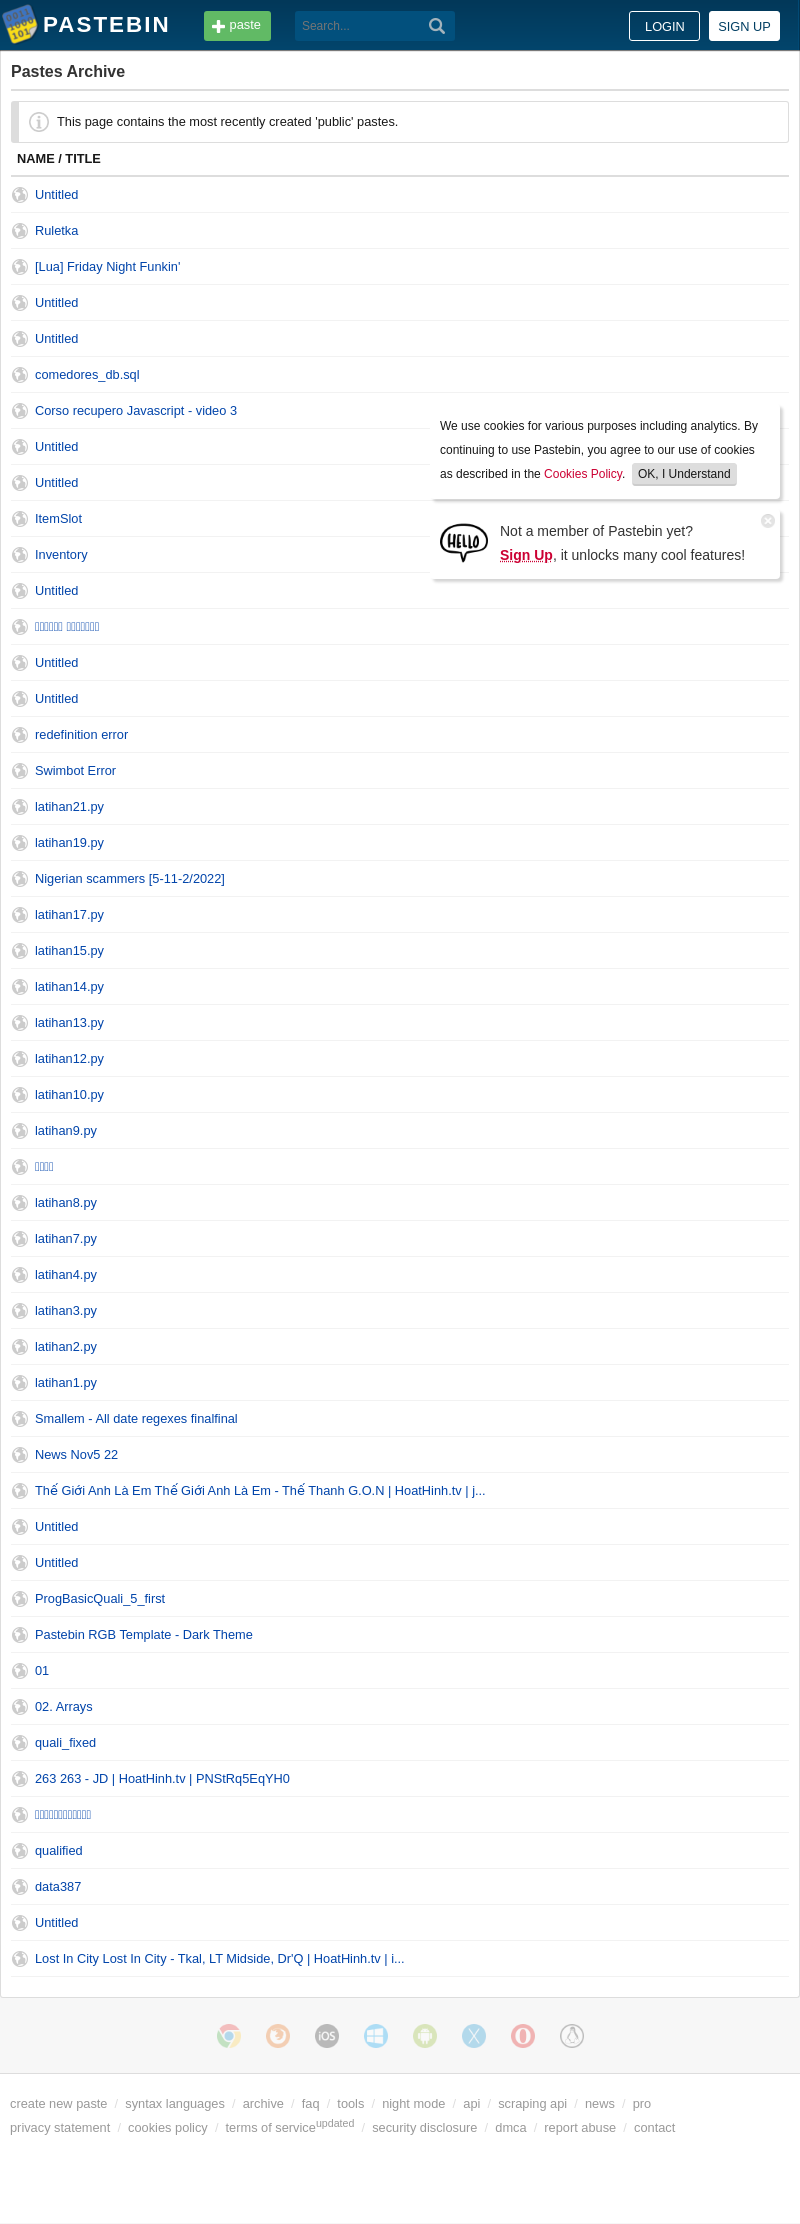 PASTEBIN
paste
Search...
LOGIN
SIGN UP
Pastes Archive
This page contains the most recently created 'public' pastes.
NAME / TITLE
Untitled
Ruletka
[Lua] Friday Night Funkin'
Untitled
Untitled
comedores_db.sql
Corso recupero Javascript - video 3
We use cookies for various purposes including analytics. By
continuing to use Pastebin, you agree to our use of cookies
as described in the Cookies Policy. OK, I Understand
Untitled
Untitled
ItemSlot
HELLO
Not a member of Pastebin yet?
Sign Up, it unlocks many cool features!
Inventory
Untitled
Untitled
Untitled
redefinition error
Swimbot Error
latihan21.py
latihan19.py
Nigerian scammers [5-11-2/2022]
latihan17.py
latihan15.py
latihan14.py
latihan13.py
latihan12.py
latihan10.py
latihan9.py
latihan8.py
latihan7.py
latihan4.py
latihan3.py
latihan2.py
latihan1.py
Smallem - All date regexes finalfinal
News Nov5 22
Thế Giới Anh Là Em Thế Giới Anh Là Em - Thế Thanh G.O.N | HoatHinh.tv | j...
Untitled
Untitled
ProgBasicQuali_5_first
Pastebin RGB Template - Dark Theme
01
02. Arrays
quali_fixed
263 263 - JD | HoatHinh.tv | PNStRq5EqYH0
qualified
data387
Untitled
Lost In City Lost In City - Tkal, LT Midside, Dr'Q | HoatHinh.tv | i...
iOS
create new paste / syntax languages / archive / faq / tools / night mode / api / scraping api / news / pro
privacy statement / cookies policy / terms of service updated / security disclosure / dmca / report abuse / contact